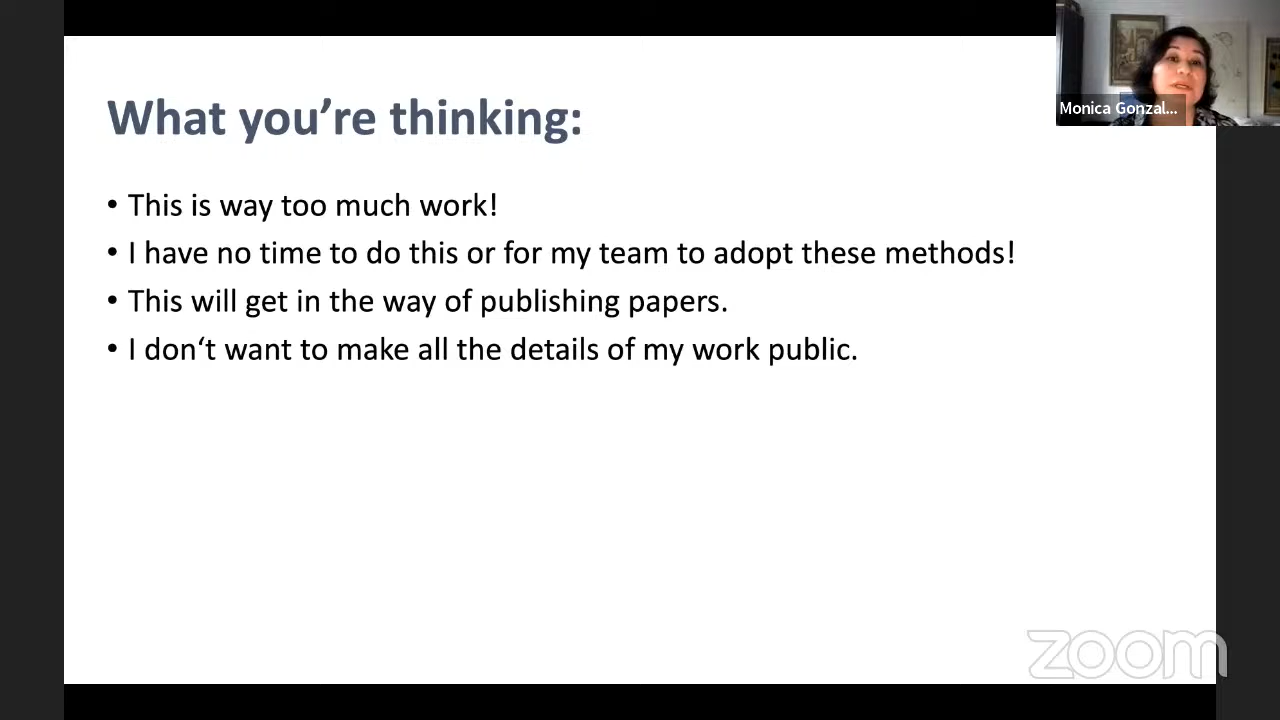 What you’re thinking:
Monica Gonzal...
• This is way too much work!
• I have no time to do this or for my team to adopt these methods!
• This will get in the way of publishing papers.
• I don‘t want to make all the details of my work public.
zoom